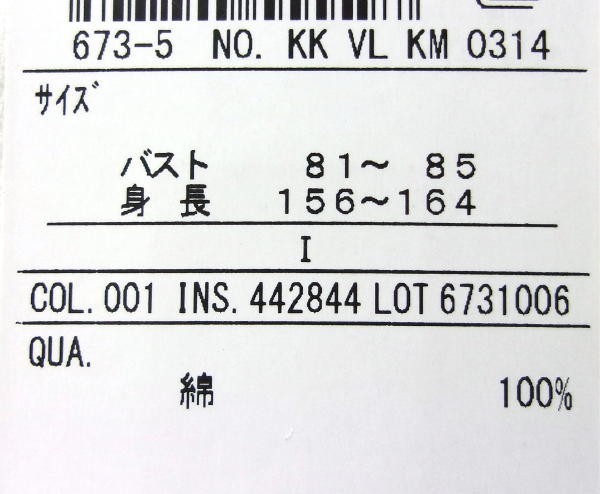 673-5 NO. KK VL KM 0314
サイズ
バスト 81～ 85
身長 156～164
I
COL. 001 INS. 442844 LOT 6731006
QUA.
綿 100%